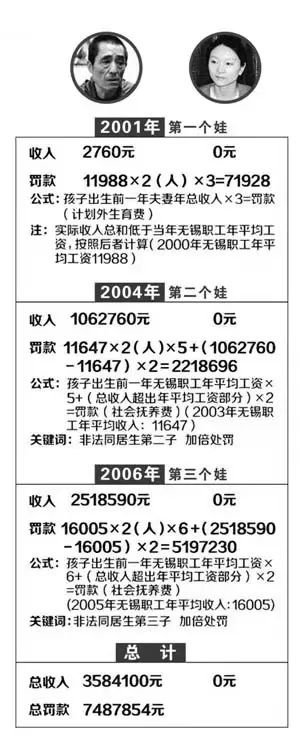 2001年 第一个娃
收入 2760元 0元
罚款 11988×2(人)×3=71928
公式:孩子出生前一年夫妻年总收入×3=罚款
(计划外生育费)
注: 实际收入总和低于当年无锡职工年平均工
资,按照后者计算(2000年无锡职工年平
均工资11988)
2004年 第二个娃
收入 1062760元 0元
罚款 11647×2(人)×5+(1062760
-11647)×2=2218696
公式:孩子出生前一年无锡职工年平均工资×
5+(总收入超出年平均工资部分)×2
=罚款(社会抚养费)(2003年无锡职
工年平均收入:11647)
关键词:非法同居生第二子 加倍处罚
2006年 第三个娃
收入 2518590元 0元
罚款 16005×2(人)×6+(2518590
-16005)×2=5197230
公式:孩子出生前一年无锡职工年平均工资×
6+(总收入超出年平均工资部分)×2
=罚款(社会抚养费)
(2005年无锡职工年平均收入:16005)
关键词:非法同居生第三子 加倍处罚
总 计
总收入 3584100元 0元
总罚款 7487854元